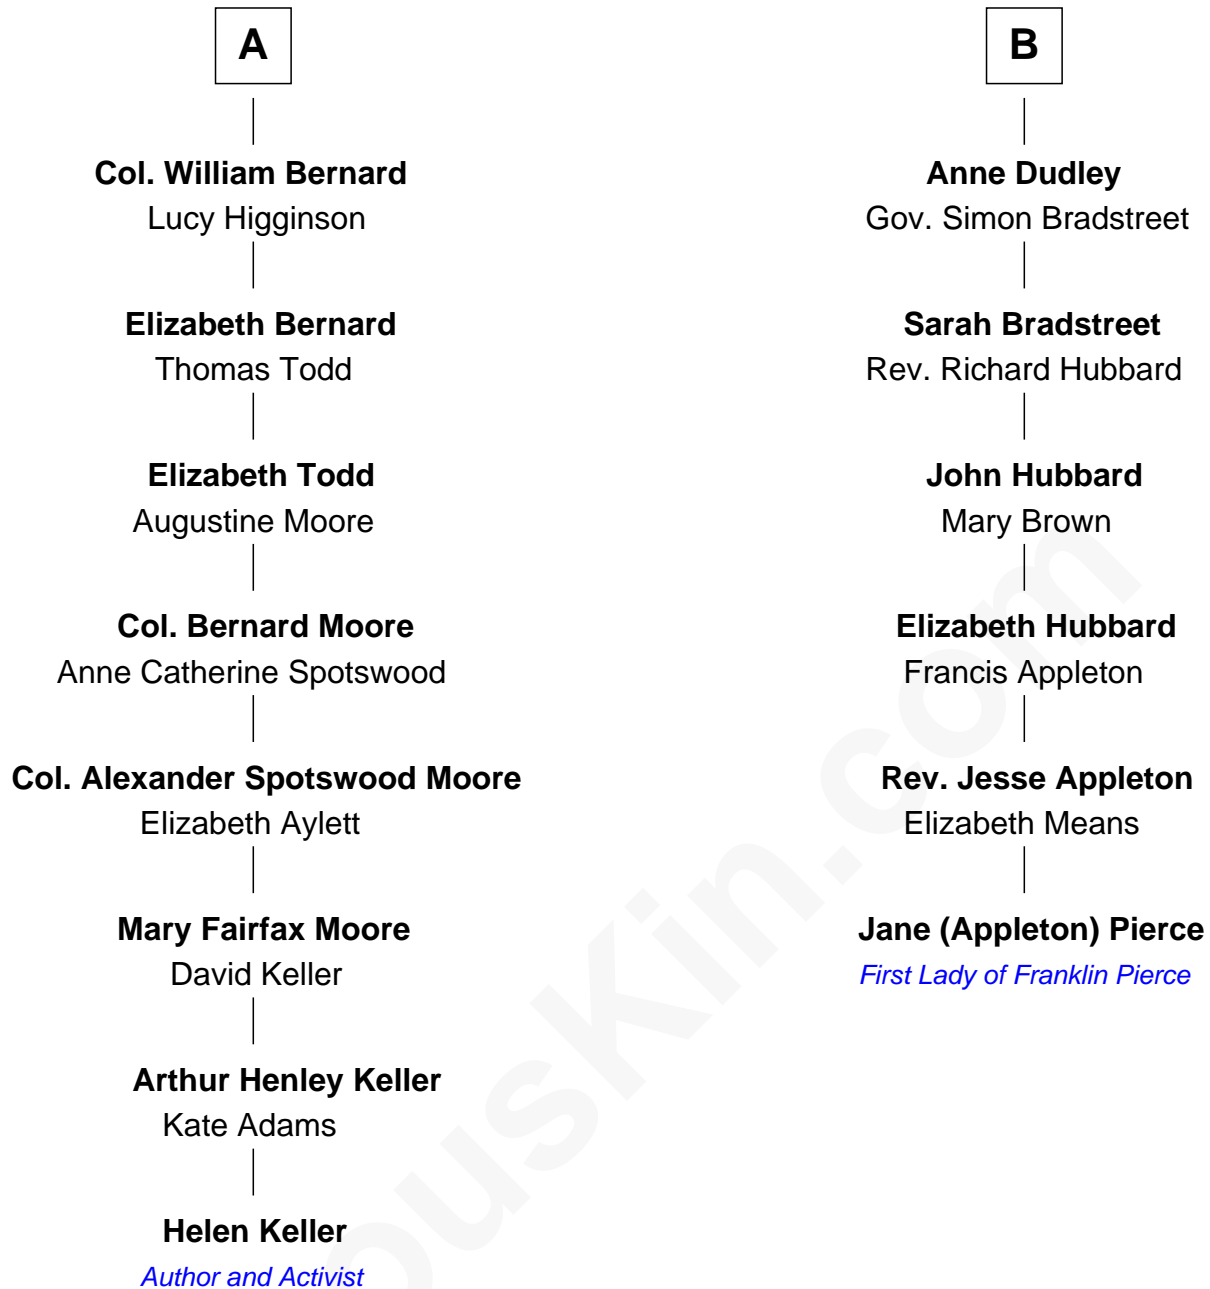 A
Col. William Bernard
Lucy Higginson
Elizabeth Bernard
Thomas Todd
Elizabeth Todd
Augustine Moore
Col. Bernard Moore
Anne Catherine Spotswood
Col. Alexander Spotswood Moore
Elizabeth Aylett
Mary Fairfax Moore
David Keller
Arthur Henley Keller
Kate Adams
Helen Keller
Author and Activist
B
Anne Dudley
Gov. Simon Bradstreet
Sarah Bradstreet
Rev. Richard Hubbard
John Hubbard
Mary Brown
Elizabeth Hubbard
Francis Appleton
Rev. Jesse Appleton
Elizabeth Means
Jane (Appleton) Pierce
First Lady of Franklin Pierce
ouskin.com